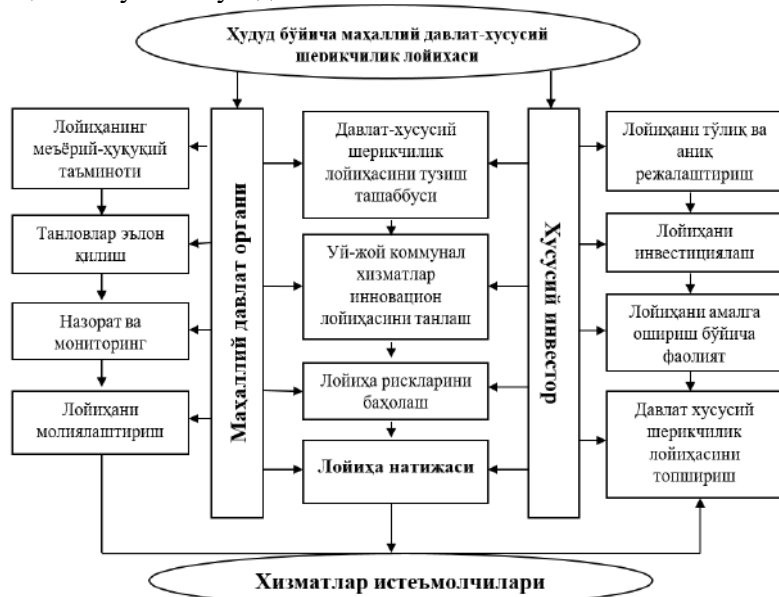 Ҳудуд бўйича маҳаллий давлат-хусусий
шерикчилик лойихаси
Лойиҳанинг
меъёрий-ҳуқуқий
таъминоти
Танловлар эълон
қилиш
Назорат ва
мониторинг
Лойиҳани
молиялаштириш
Маҳаллий давлат органи
Давлат-хусусий
шерикчилик
лойиҳасини тузиш
ташаббуси
Уй-жой коммунал
хизматлар
инновацион
лойиҳасини танлаш
Лойиҳа рискларини
баҳолаш
Лойиҳа натижаси
Хусусий инвестор
Лойиҳани тўлиқ ва
аниқ
режалаштириш
Лойиҳани
инвестициялаш
Лойиҳани амалга
ошириш бўйича
фаолият
Давлат хусусий
шерикчилик
лойиҳасини
топшириш
Хизматлар истеъмолчилари